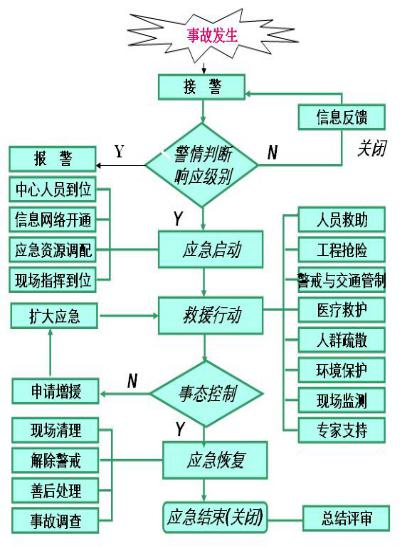 事故发生
接 警
信息反馈
关闭
报 警
Y
警情判断
响应级别
N
中心人员到位
信息网络开通
应急资源调配
现场指挥到位
Y
应急启动
人员救助
工程抢险
警戒与交通管制
医疗救护
人群疏散
环境保护
现场监测
专家支持
扩大应急
救援行动
申请增援
N
事态控制
Y
现场清理
解除警戒
善后处理
事故调查
应急恢复
应急结束(关闭)
总结评审